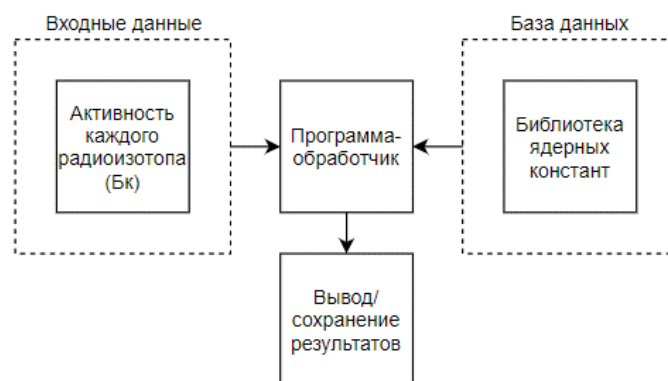 Входные данные
База данных
Активность
каждого
радиоизотопа
(Бк)
Программа-
обработчик
Библиотека
ядерных
констант
Вывод/
сохранение
результатов